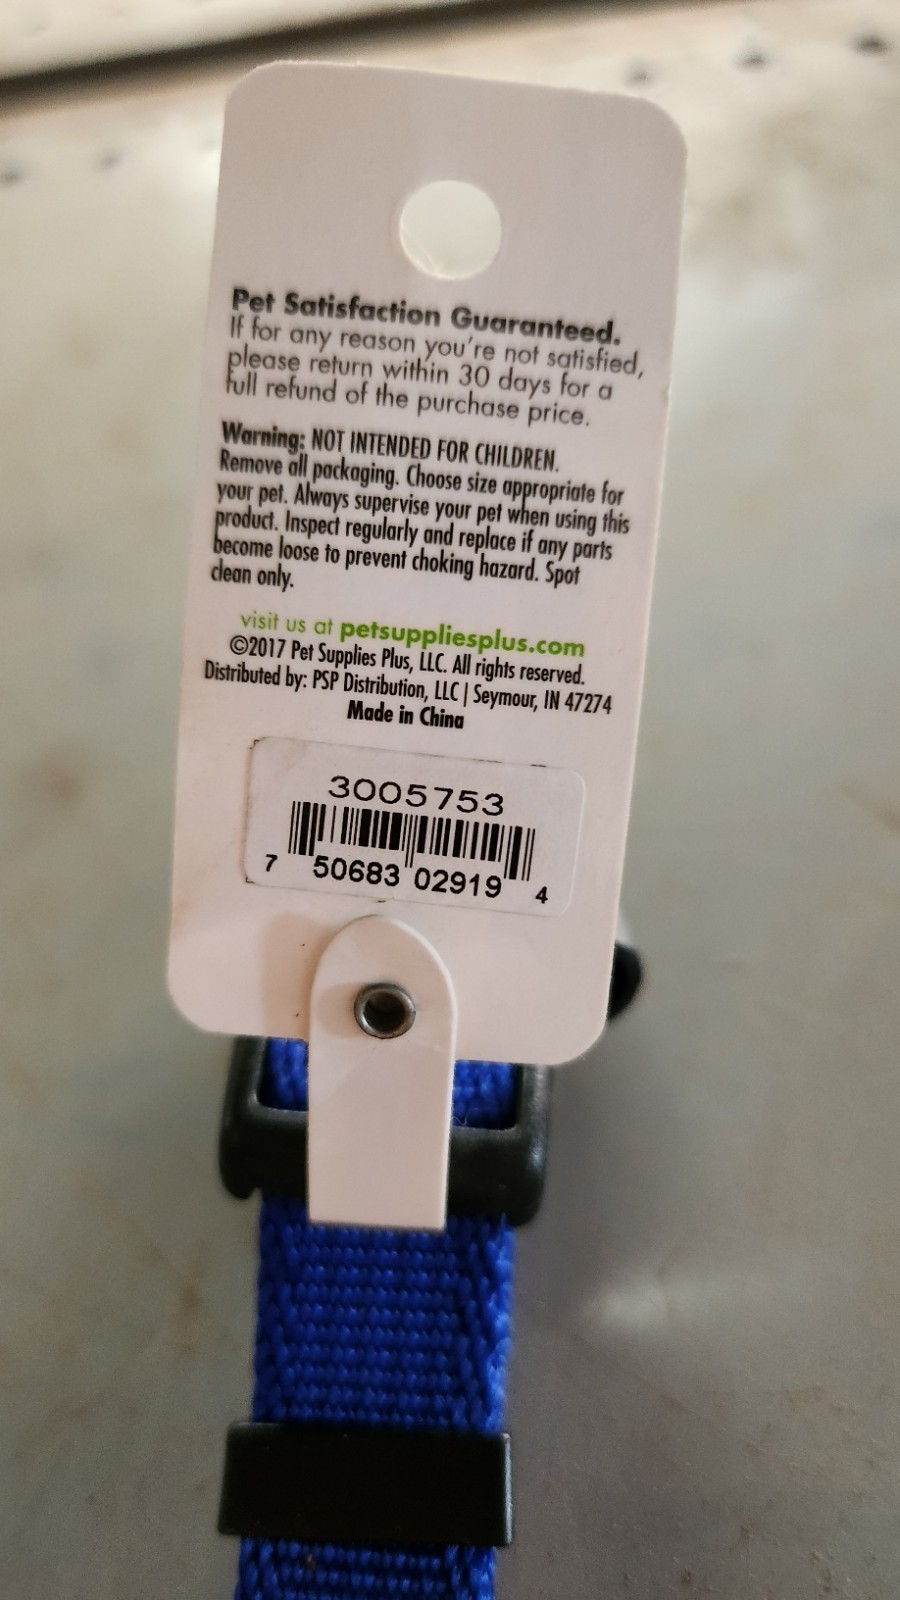 Pet Satisfaction Guaranteed.
If for any reason you're not satisfied,
please return within 30 days for a
full refund of the purchase price.
Warning: NOT INTENDED FOR CHILDREN.
Remove all packaging. Choose size appropriate for
your pet. Always supervise your pet when using this
product. Inspect regularly and replace if any parts
become loose to prevent choking hazard. Spot
clean only.
visit us at petsuppliesplus.com
©2017 Pet Supplies Plus, LLC. All rights reserved.
Distributed by: PSP Distribution, LLC | Seymour, IN 47274
Made in China
3005753
7 50683 02919 4